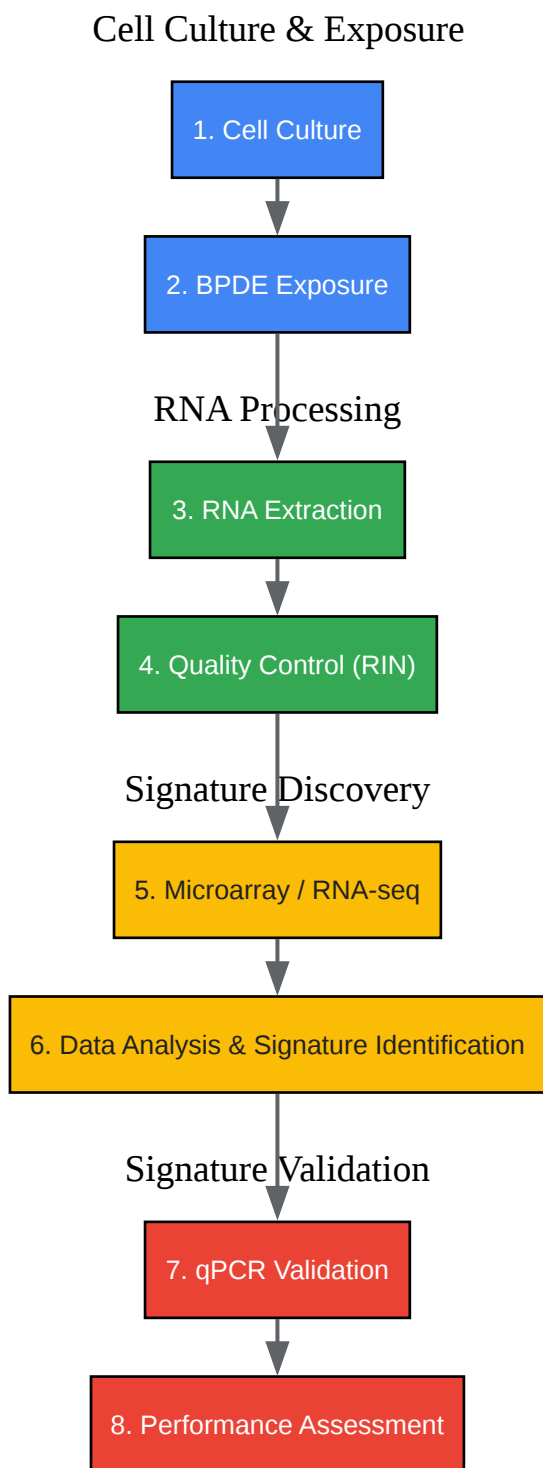 Cell Culture & Exposure
1. Cell Culture
2. BPDE Exposure
RNA Processing
3. RNA Extraction
4. Quality Control (RIN)
Signature Discovery
5. Microarray / RNA-seq
6. Data Analysis & Signature Identification
Signature Validation
7. qPCR Validation
8. Performance Assessment